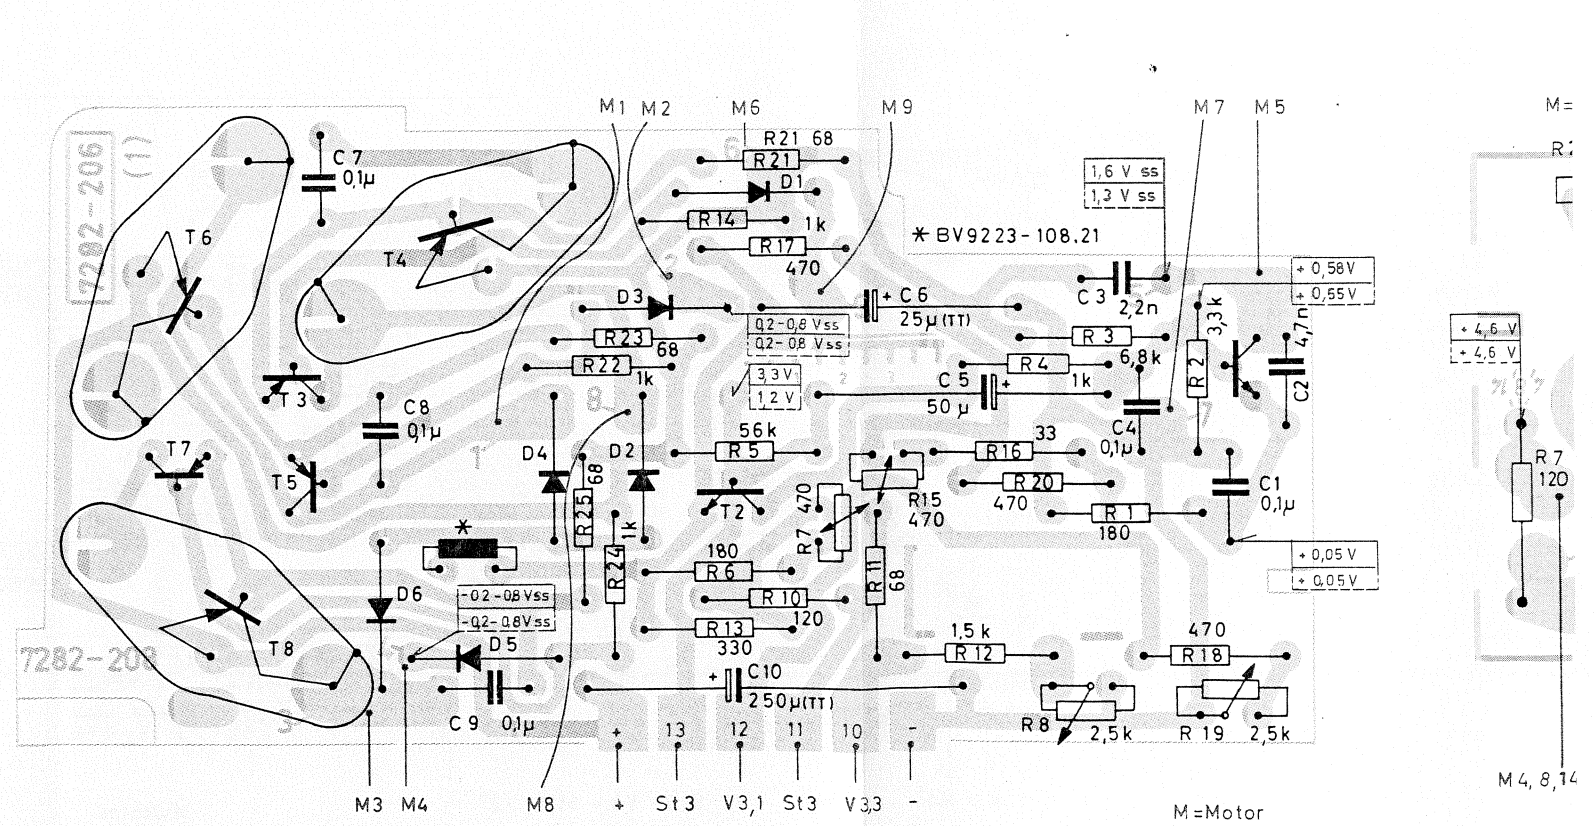 M1
M2
M6
M9
M7
M5
M=
R21 68
R21
D1
R14
1k
R17
470
7282-206
(1)
C7
0,1µ
T6
T4
1,6 V ss
1,3 V ss
* BV9223-108.21
+ 0,58V
+ 0,55V
C3
2,2n
3,3k
4,7n
D3
+ C6
25µ(TT)
0,2-0,8 Vss
0,2-0,8 Vss
R23
68
R22
1k
3,3V
1,2 V
R3
6,8k
R4
1k
C5
+
50µ
R2
C2
+ 4,6 V
+ 4,6 V
T3
C8
0,1µ
C4
0,1µ
T7
T5
D4
68
D2
56k
R5
33
R16
R20
470
R1
180
C1
0,1µ
R7
120
R25
1k
T2
470
R15
470
R7
*
R24
180
R6
R11
68
R10
120
R13
330
+ 0,05V
+ 0,05V
D6
-0,2-0,8Vss
-0,2-0,8Vss
D5
T8
7282-208
1,5k
R12
470
R18
C9
0,1µ
+
C10
250µ(TT)
R8
2,5k
R19
2,5k
+
13
12
11
10
-
M3
M4
M8
+
St3
V3,1
St3
V3,3
-
M=Motor
M4, 8,14